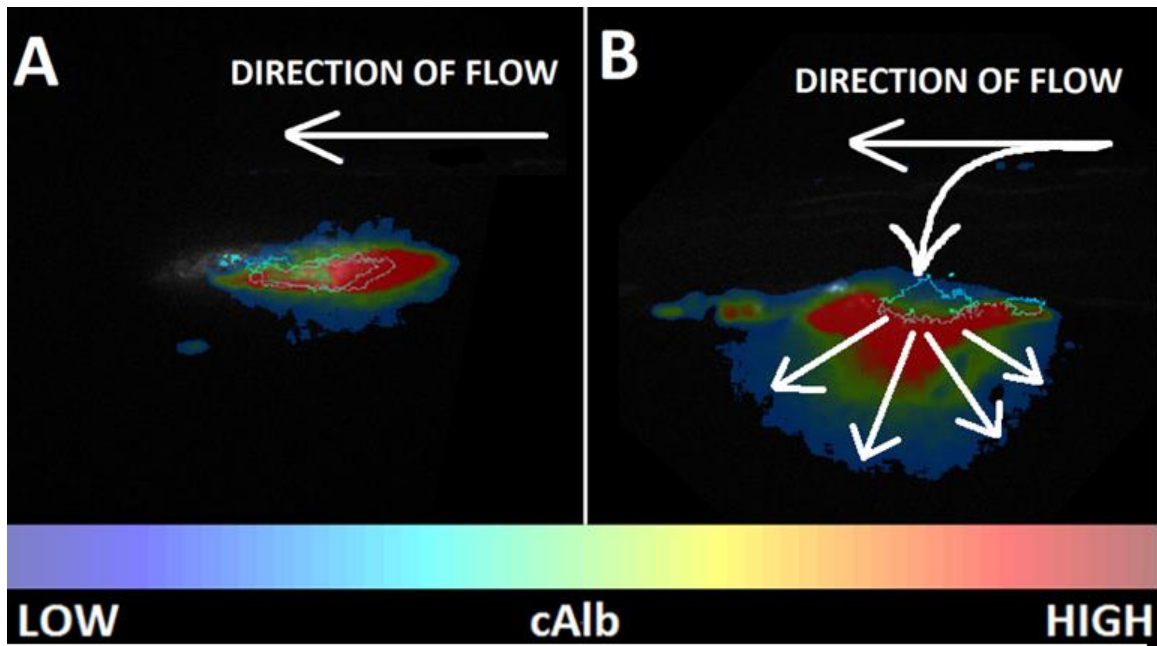 A
DIRECTION OF FLOW
B
DIRECTION OF FLOW
LOW
cAlb
HIGH